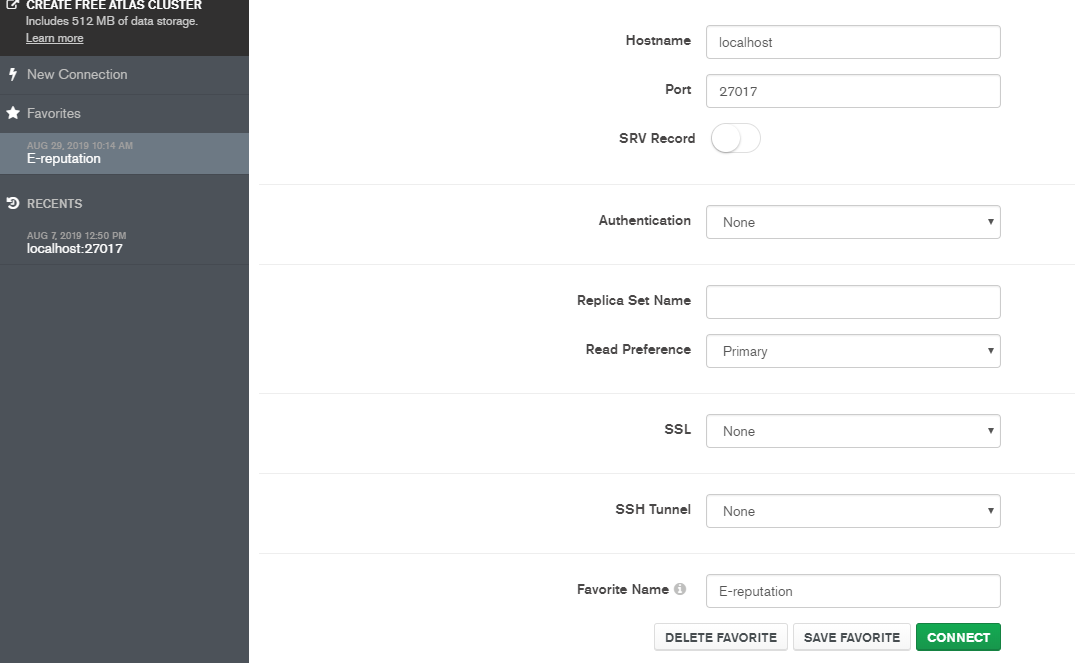 CREATE FREE ATLAS CLUSTER
Includes 512 MB of data storage.
Learn more
New Connection
Favorites
AUG 29, 2019 10:14 AM
E-reputation
RECENTS
AUG 7, 2019 12:50 PM
localhost:27017
Hostname localhost
Port 27017
SRV Record
Authentication None
Replica Set Name
Read Preference Primary
SSL None
SSH Tunnel None
Favorite Name E-reputation
DELETE FAVORITE SAVE FAVORITE CONNECT